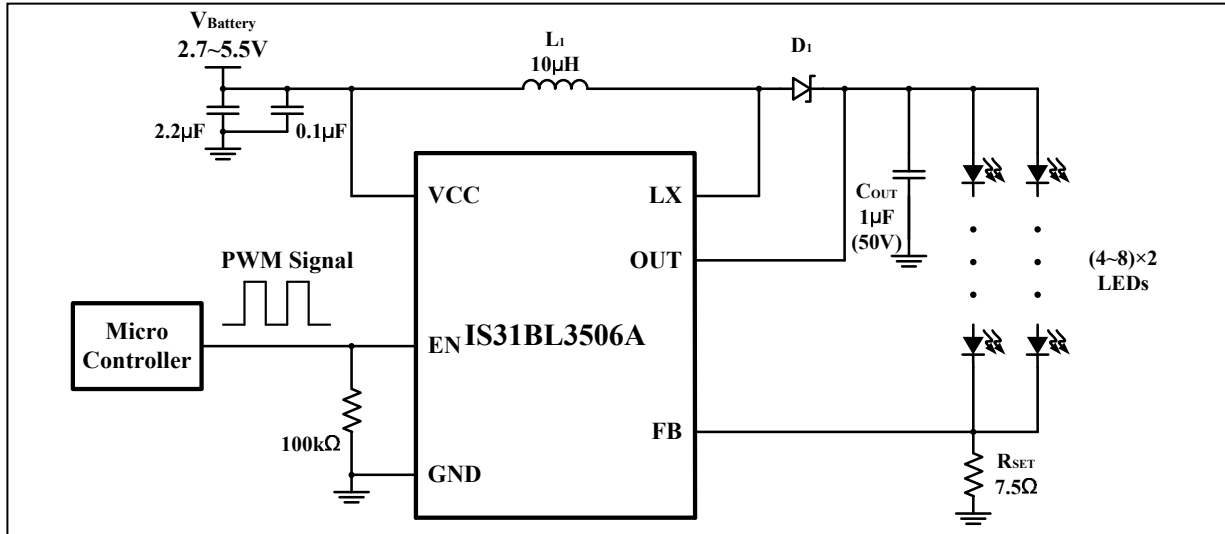 VBattery
2.7~5.5V
L1
10μH
D1
2.2μF
0.1μF
VCC
LX
COUT
1μF
(50V)
OUT
PWM Signal
(4~8)×2
LEDs
Micro
Controller
EN
IS31BL3506A
100kΩ
FB
GND
RSET
7.5Ω